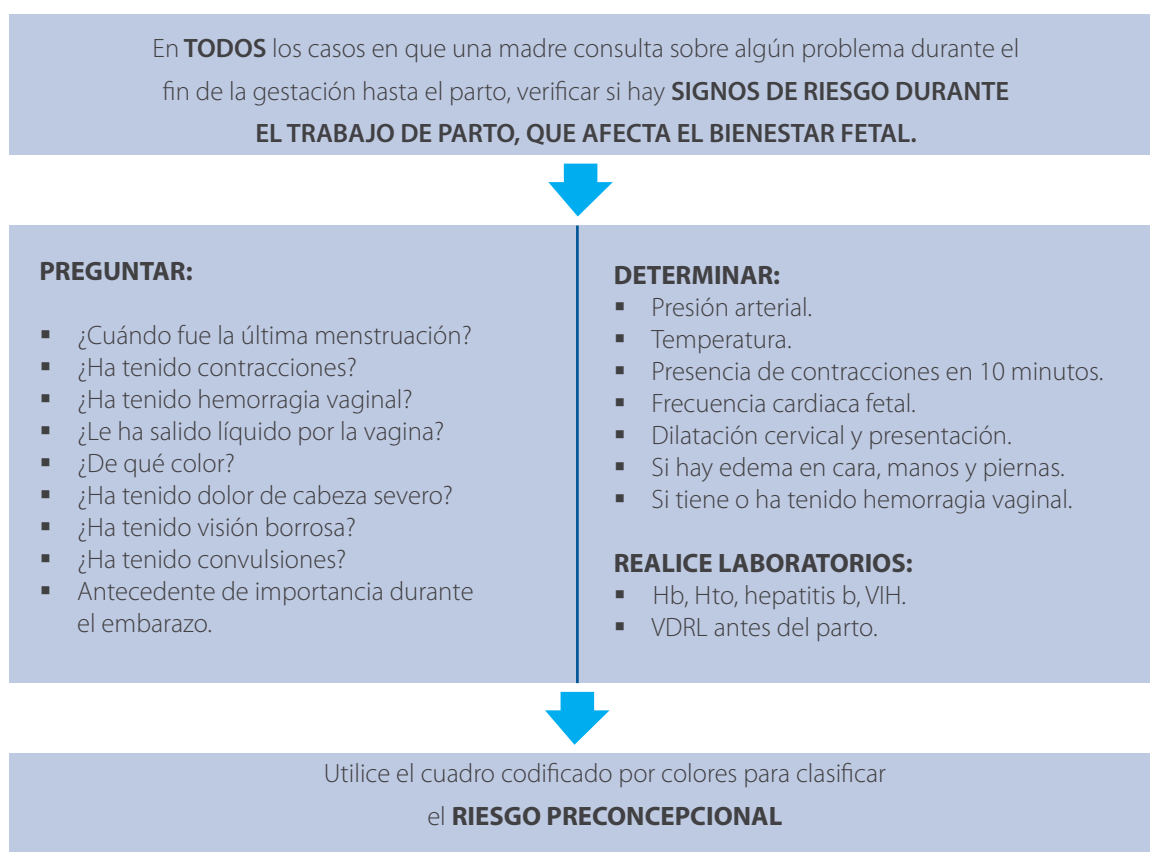 En TODOS los casos en que una madre consulta sobre algún problema durante el
fin de la gestación hasta el parto, verificar si hay SIGNOS DE RIESGO DURANTE
EL TRABAJO DE PARTO, QUE AFECTA EL BIENESTAR FETAL.
PREGUNTAR:
▪ ¿Cuándo fue la última menstruación?
▪ ¿Ha tenido contracciones?
▪ ¿Ha tenido hemorragia vaginal?
▪ ¿Le ha salido líquido por la vagina?
▪ ¿De qué color?
▪ ¿Ha tenido dolor de cabeza severo?
▪ ¿Ha tenido visión borrosa?
▪ ¿Ha tenido convulsiones?
▪ Antecedente de importancia durante
el embarazo.
DETERMINAR:
▪ Presión arterial.
▪ Temperatura.
▪ Presencia de contracciones en 10 minutos.
▪ Frecuencia cardiaca fetal.
▪ Dilatación cervical y presentación.
▪ Si hay edema en cara, manos y piernas.
▪ Si tiene o ha tenido hemorragia vaginal.
REALICE LABORATORIOS:
▪ Hb, Hto, hepatitis b, VIH.
▪ VDRL antes del parto.
Utilice el cuadro codificado por colores para clasificar
el RIESGO PRECONCEPCIONAL